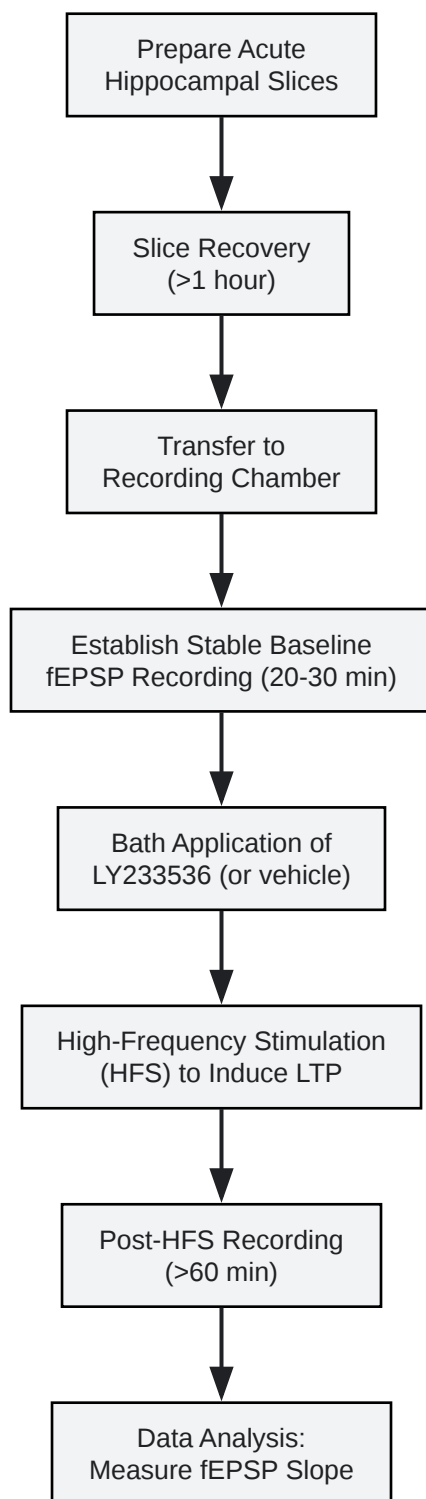 Prepare Acute
Hippocampal Slices
Slice Recovery
(>1 hour)
Transfer to
Recording Chamber
Establish Stable Baseline
fEPSP Recording (20-30 min)
Bath Application of
LY233536 (or vehicle)
High-Frequency Stimulation
(HFS) to Induce LTP
Post-HFS Recording
(>60 min)
Data Analysis:
Measure fEPSP Slope